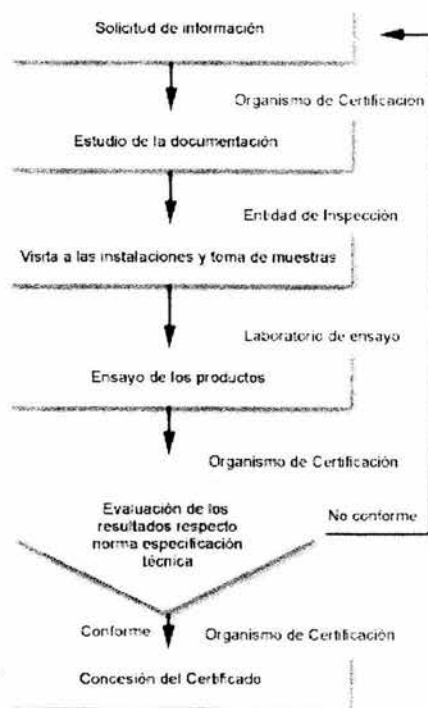 Solicitud de información
Organismo de Certificación
Estudio de la documentación
Entidad de Inspección
Visita a las instalaciones y toma de muestras
Laboratorio de ensayo
Ensayo de los productos
Organismo de Certificación
Evaluación de los
resultados respecto
norma especificación
técnica
No conforme
Conforme
Organismo de Certificación
Concesión del Certificado